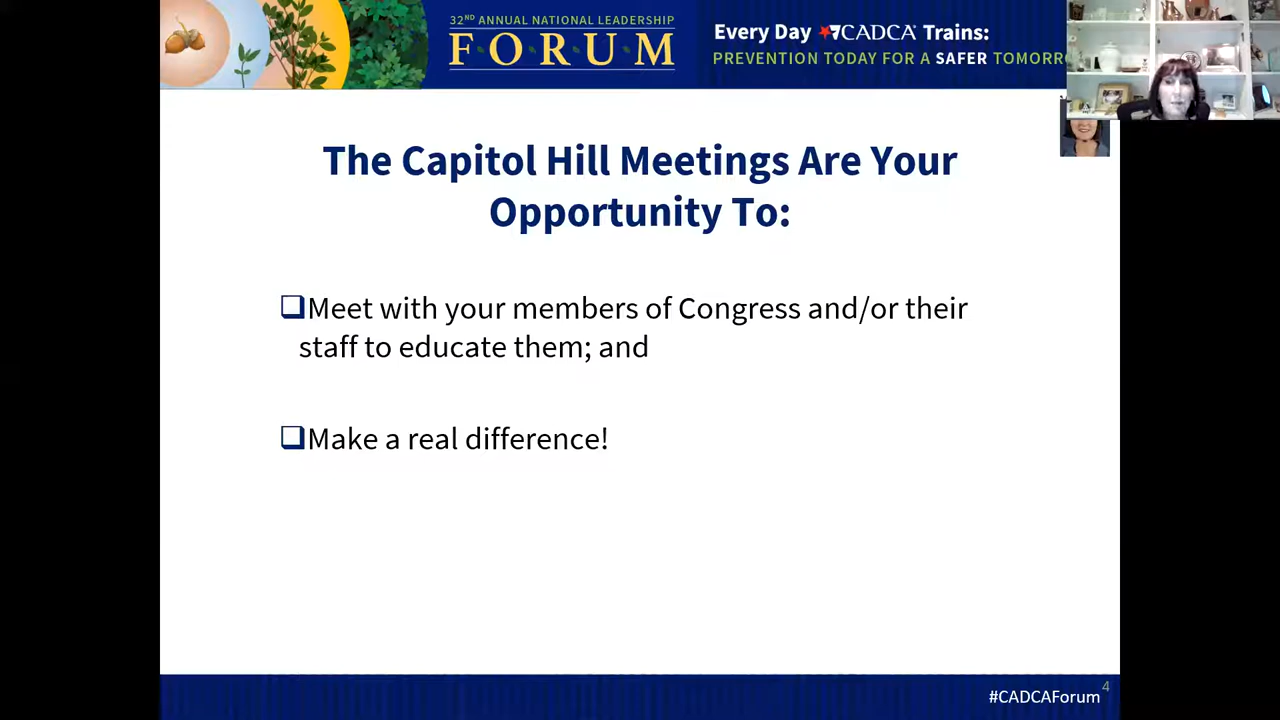 32ND ANNUAL NATIONAL LEADERSHIP
FORUM
Every Day CADCA Trains:
PREVENTION TODAY FOR A SAFER TOMORR
The Capitol Hill Meetings Are Your
Opportunity To:
Meet with your members of Congress and/or their
staff to educate them; and
Make a real difference!
#CADCAForum
4